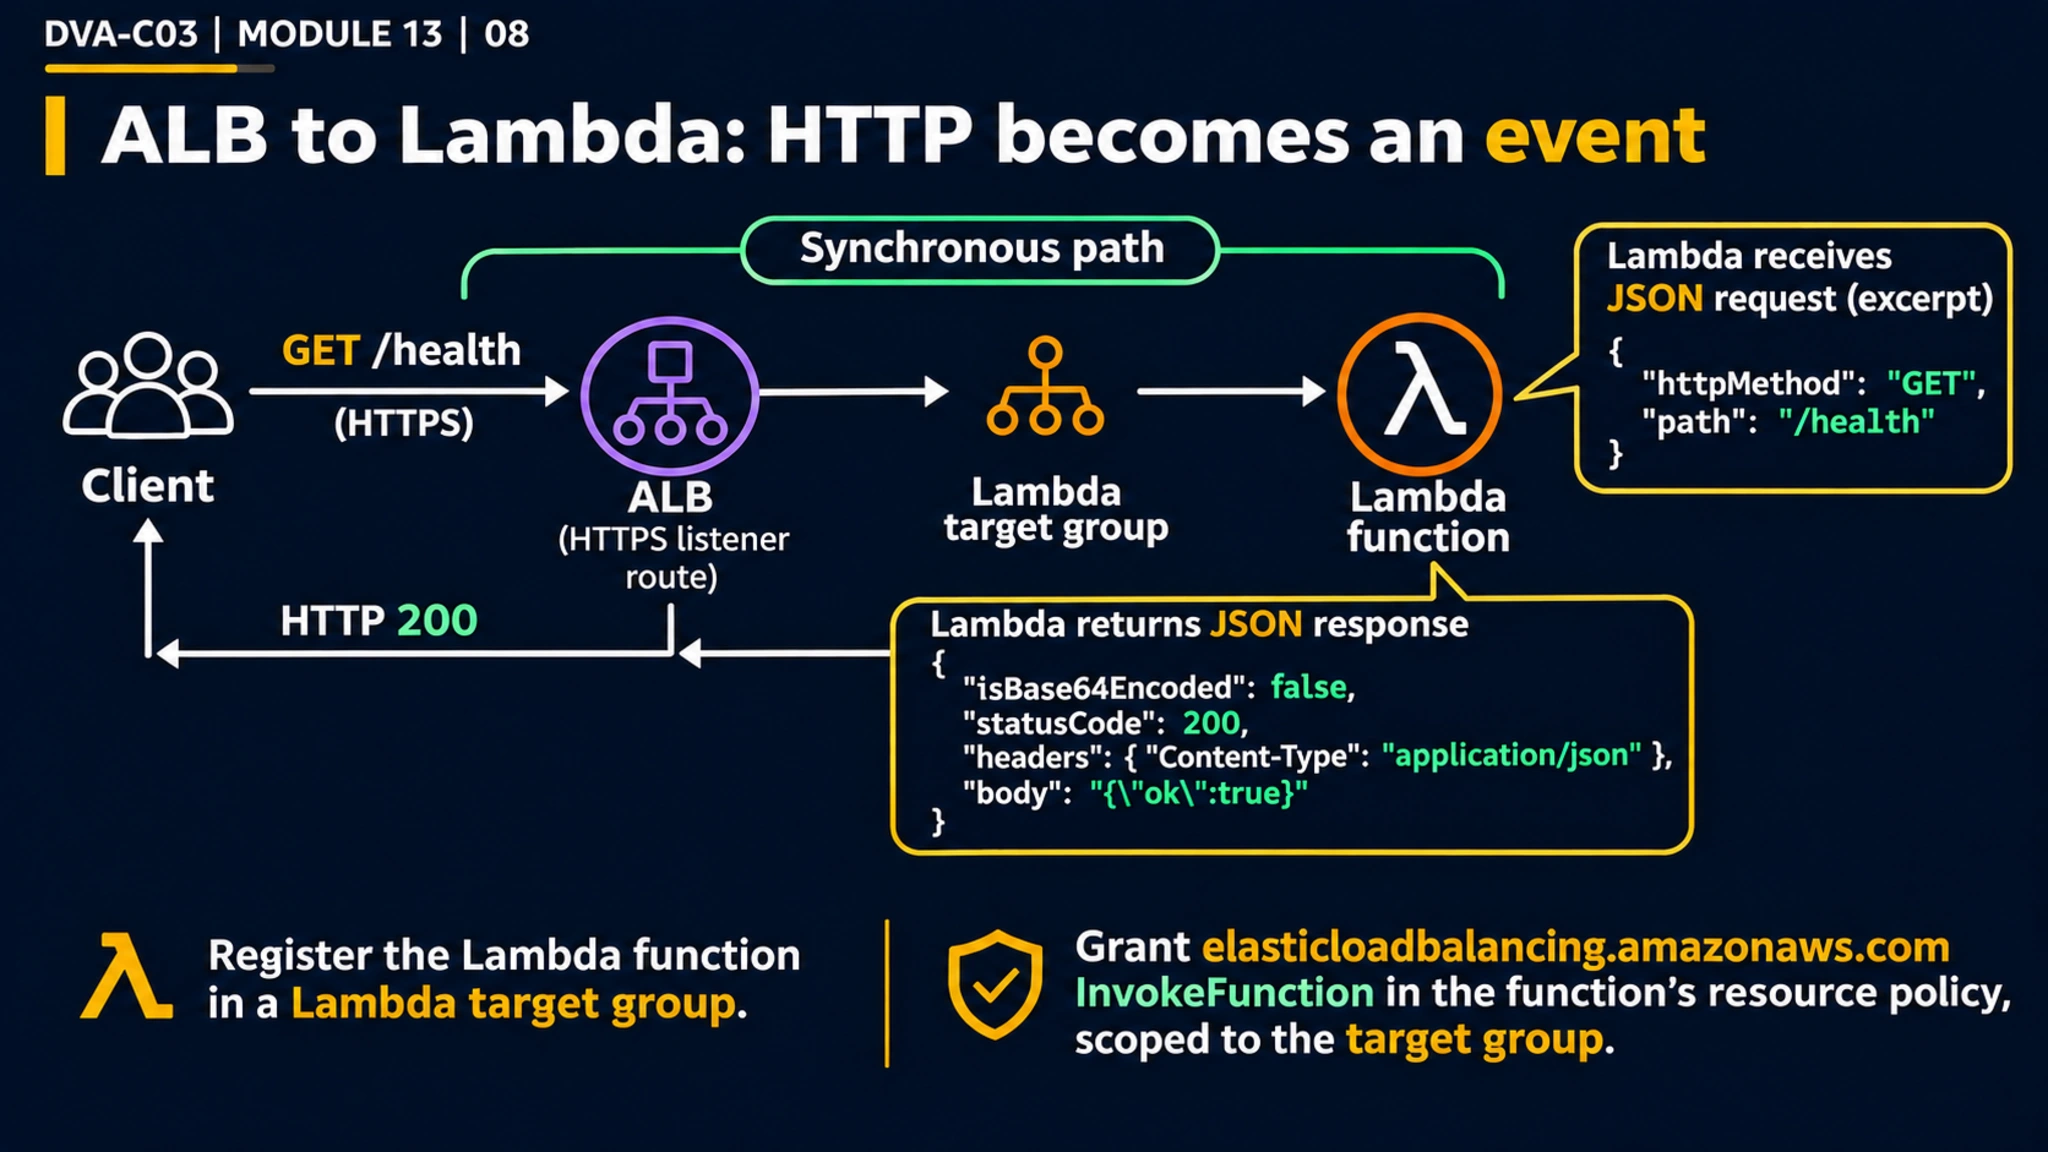 DVA-C03 | MODULE 13 | 08
ALB to Lambda: HTTP becomes an event
Synchronous path
Lambda receives
JSON request (excerpt)
{
"httpMethod": "GET",
"path": "/health"
}
GET /health
(HTTPS)
Client
ALB
(HTTPS listener
route)
Lambda
target group
Lambda
function
HTTP 200
Lambda returns JSON response
{
"isBase64Encoded": false,
"statusCode": 200,
"headers": { "Content-Type": "application/json" },
"body": "{\"ok\":true}"
}
Register the Lambda function
in a Lambda target group.
Grant elasticloadbalancing.amazonaws.com
InvokeFunction in the function's resource policy,
scoped to the target group.